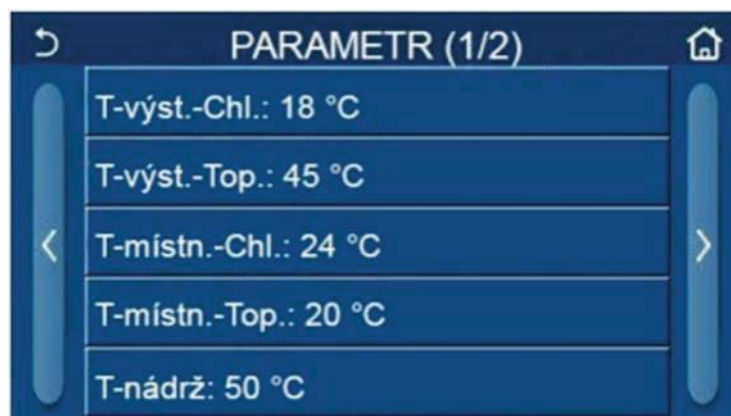 PARAMETR (1/2)
T-výst.-Chl.: 18 °C
T-výst.-Top.: 45 °C
T-místn.-Chl.: 24 °C
T-místn.-Top.: 20 °C
T-nádrž: 50 °C